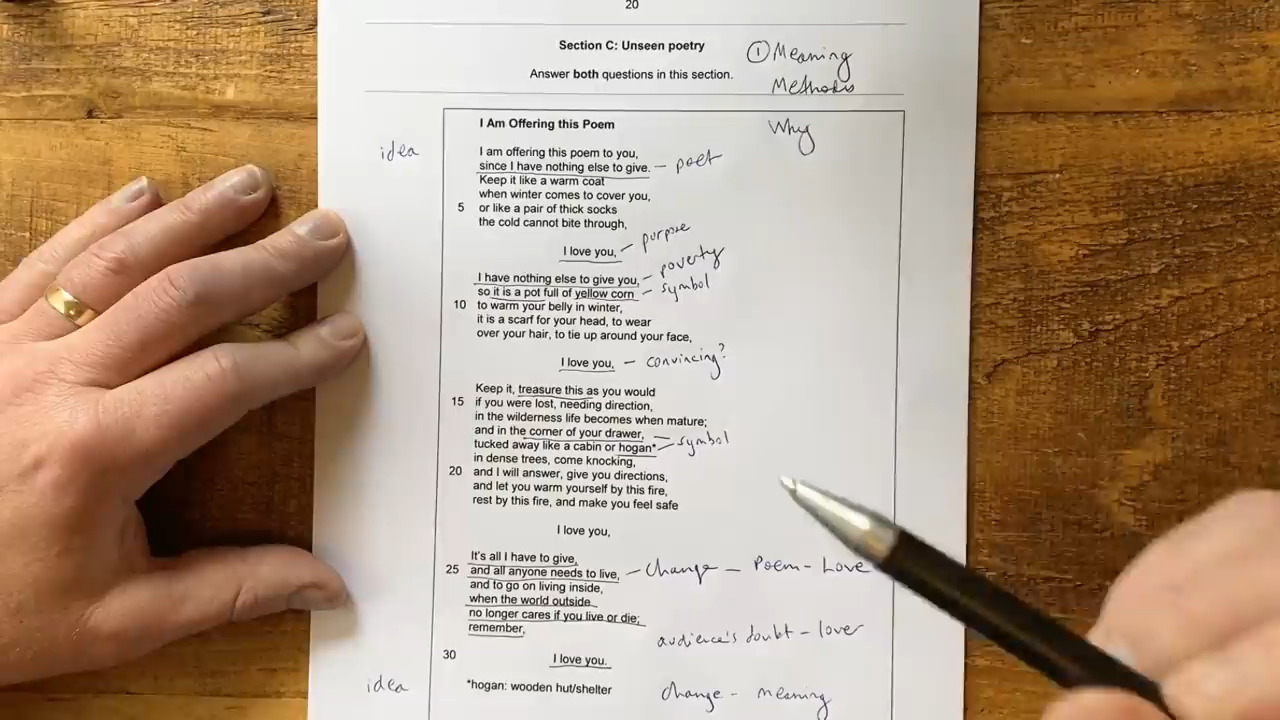 20
Section C: Unseen poetry
① Meaning
Answer both questions in this section.
Methods
I Am Offering this Poem
Why
idea
I am offering this poem to you,
since I have nothing else to give. – poet
Keep it like a warm coat
when winter comes to cover you,
5 or like a pair of thick socks
the cold cannot bite through,
I love you, – purpose
I have nothing else to give you, – poverty
so it is a pot full of yellow corn – symbol
10 to warm your belly in winter,
it is a scarf for your head, to wear
over your hair, to tie up around your face,
I love you, – convincing?
Keep it, treasure this as you would
15 if you were lost, needing direction,
in the wilderness life becomes when mature;
and in the corner of your drawer,
tucked away like a cabin or hogan* – symbol
in dense trees, come knocking,
20 and I will answer, give you directions,
and let you warm yourself by this fire,
rest by this fire, and make you feel safe
I love you,
It's all I have to give,
25 and all anyone needs to live, – change – Poem – Love
and to go on living inside,
when the world outside
no longer cares if you live or die;
remember,
audience's doubt – lover
30 I love you.
idea
*hogan: wooden hut/shelter
change – meaning